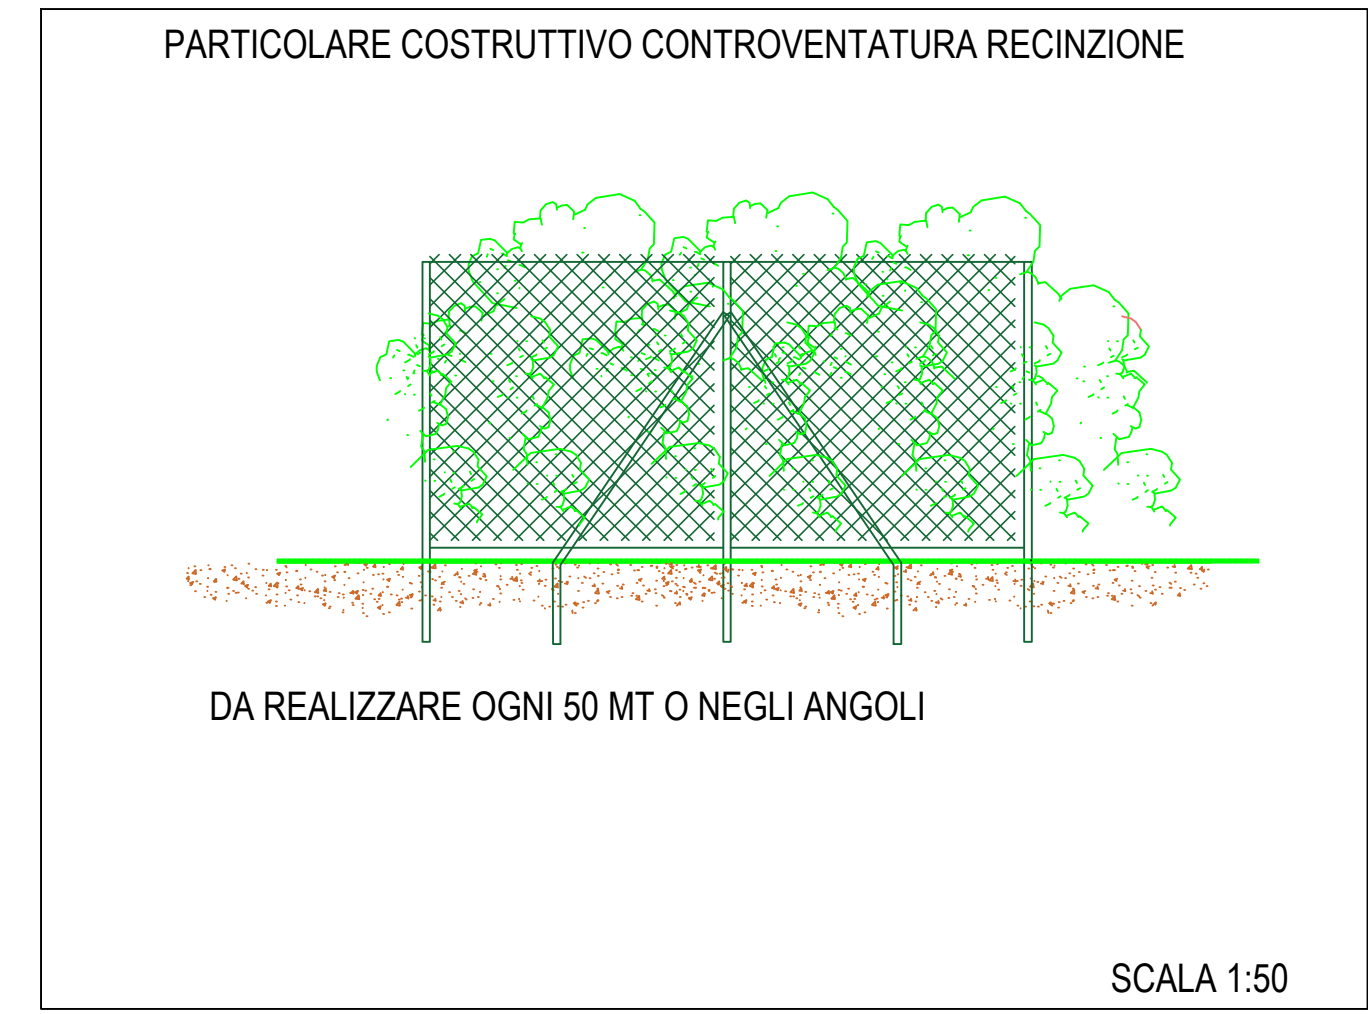 PARTICOLARE COSTRUTTIVO CONTROVENTATURA RECINZIONE
DA REALIZZARE OGNI 50 MT O NEGLI ANGOLI
SCALA 1:50